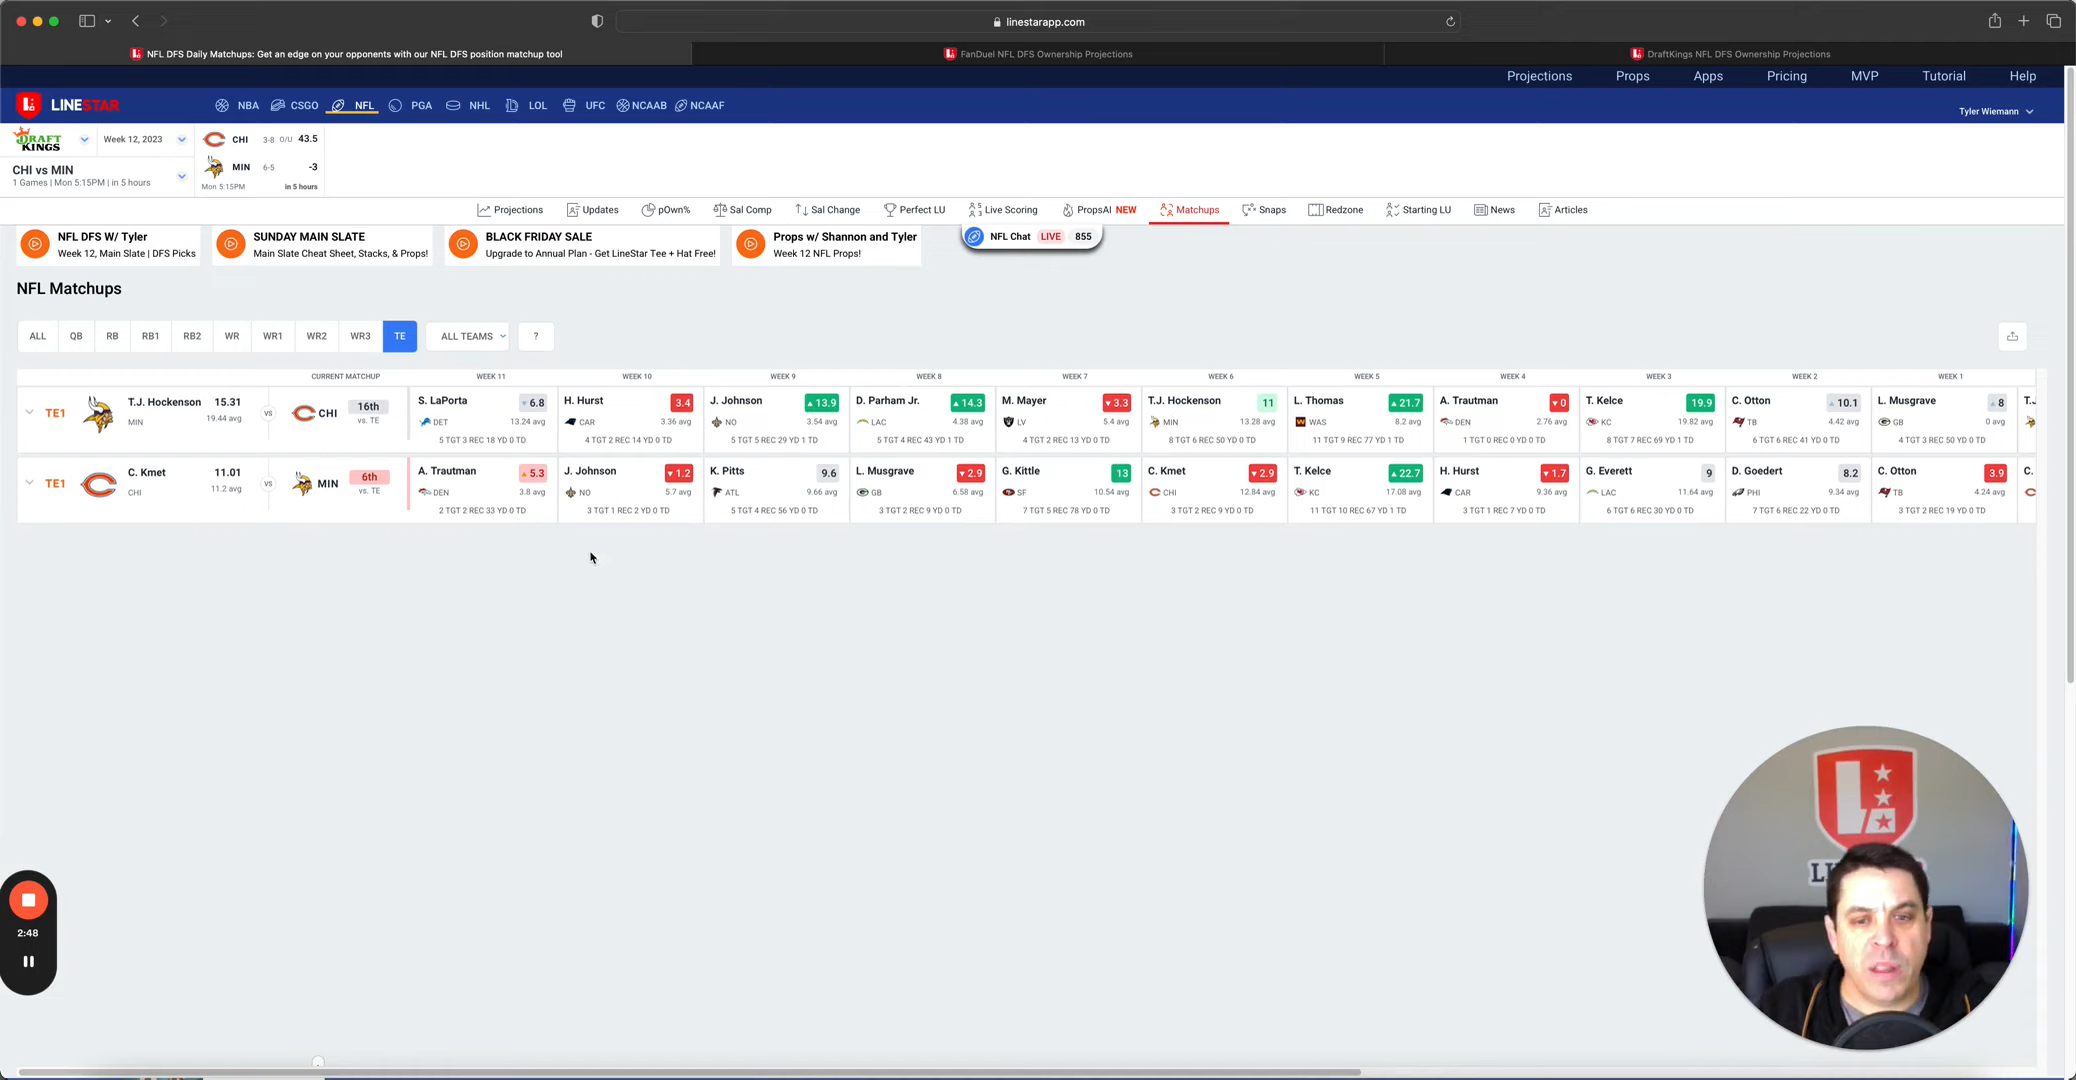 linestarapp.com
NFL DFS Daily Matchups: Get an edge on your opponents with our NFL DFS position matchup tool
FanDuel NFL DFS Ownership Projections
DraftKings NFL DFS Ownership Projections
Projections Props Apps Pricing MVP Tutorial Help
LINESTAR NBA CSGO NFL PGA NHL LOL UFC NCAAB NCAAF Tyler Wiemann
DRAFT KINGS Week 12, 2023 CHI 3-8 O/U 43.5
CHI vs MIN MIN 6-5 -3
1 Games | Mon 5:15PM | in 5 hours Mon 5:15PM in 5 hours
Projections Updates pOwn% Sal Comp Sal Change Perfect LU Live Scoring PropsAI NEW Matchups Snaps Redzone Starting LU News Articles
NFL DFS W/ Tyler
Week 12, Main Slate | DFS Picks
SUNDAY MAIN SLATE
Main Slate Cheat Sheet, Stacks, & Props!
BLACK FRIDAY SALE
Upgrade to Annual Plan - Get LineStar Tee + Hat Free!
Props w/ Shannon and Tyler
Week 12 NFL Props!
NFL Chat LIVE 855
NFL Matchups
ALL QB RB RB1 RB2 WR WR1 WR2 WR3 TE ALL TEAMS ?
CURRENT MATCHUP WEEK 11 WEEK 10 WEEK 9 WEEK 8 WEEK 7 WEEK 6 WEEK 5 WEEK 4 WEEK 3 WEEK 2 WEEK 1
TE1 T.J. Hockenson 15.31
MIN 19.44 avg
vs CHI 16th
vs. TE
S. LaPorta ▼6.8
DET 13.24 avg
5 TGT 3 REC 18 YD 0 TD
H. Hurst 3.4
CAR 3.36 avg
4 TGT 2 REC 14 YD 0 TD
J. Johnson ▲13.9
NO 3.54 avg
5 TGT 5 REC 29 YD 1 TD
D. Parham Jr. ▲14.3
LAC 4.38 avg
5 TGT 4 REC 43 YD 1 TD
M. Mayer ▼3.3
LV 5.4 avg
4 TGT 2 REC 13 YD 0 TD
T.J. Hockenson 11
MIN 13.28 avg
8 TGT 6 REC 50 YD 0 TD
L. Thomas ▲21.7
WAS 8.2 avg
11 TGT 9 REC 77 YD 1 TD
A. Trautman ▼0
DEN 2.76 avg
1 TGT 0 REC 0 YD 0 TD
T. Kelce 19.9
KC 19.82 avg
8 TGT 7 REC 69 YD 1 TD
C. Otton ▲10.1
TB 4.42 avg
6 TGT 6 REC 41 YD 0 TD
L. Musgrave ▲8
GB 0 avg
4 TGT 3 REC 50 YD 0 TD
T.J
TE1 C. Kmet 11.01
CHI 11.2 avg
vs MIN 6th
vs. TE
A. Trautman ▲5.3
DEN 3.8 avg
2 TGT 2 REC 33 YD 0 TD
J. Johnson ▼1.2
NO 5.7 avg
3 TGT 1 REC 2 YD 0 TD
K. Pitts 9.6
ATL 9.66 avg
5 TGT 4 REC 56 YD 0 TD
L. Musgrave ▼2.9
GB 6.58 avg
3 TGT 2 REC 9 YD 0 TD
G. Kittle 13
SF 10.54 avg
7 TGT 5 REC 78 YD 0 TD
C. Kmet ▼2.9
CHI 12.84 avg
3 TGT 2 REC 9 YD 0 TD
T. Kelce ▲22.7
KC 17.08 avg
11 TGT 10 REC 67 YD 1 TD
H. Hurst ▼1.7
CAR 9.36 avg
3 TGT 1 REC 7 YD 0 TD
G. Everett 9
LAC 11.64 avg
6 TGT 6 REC 30 YD 0 TD
D. Goedert 8.2
PHI 9.34 avg
7 TGT 6 REC 22 YD 0 TD
C. Otton 3.9
TB 4.24 avg
3 TGT 2 REC 19 YD 0 TD
C.
2:48